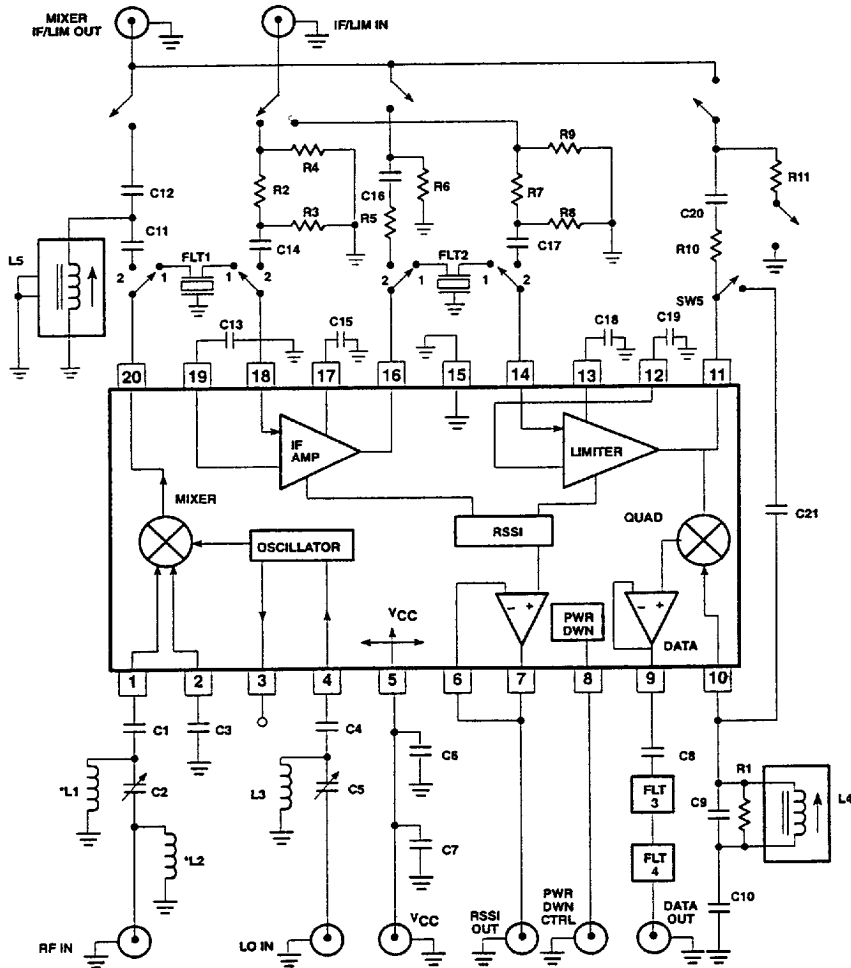 MIXER
IF/LIM OUT
IF/LIM IN
R9
R4
R11
C16
R6
R2
R7
C12
C20
R3
R5
R8
C11
R10
L5
FLT1
C14
FLT2
C17
2
1
1
2
2
1
1
2
SW5
C13
C15
C18
C19
20
19
18
17
16
15
14
13
12
11
IF
AMP
LIMITER
MIXER
QUAD
C21
RSSI
OSCILLATOR
VCC
- +
PWR
DWN
- +
DATA
1
2
3
4
5
6
7
8
9
10
C1
C3
C4
C6
C8
R1
*L1
C2
L3
C5
FLT
3
C9
L4
C7
*L2
FLT
4
C10
RF IN
LO IN
VCC
RSSI
OUT
PWR
DWN
CTRL
DATA
OUT